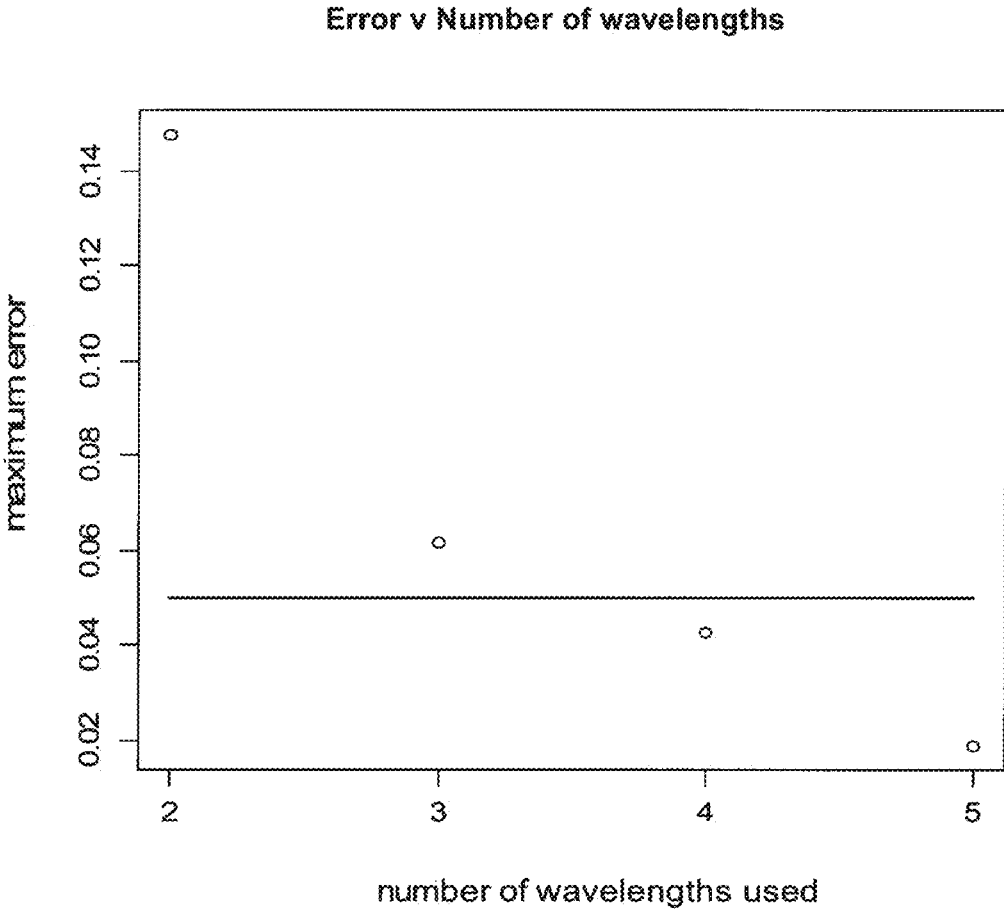 Error v Number of wavelengths
maximum error
0.14
0.12
0.10
0.08
0.06
0.04
0.02
2 3 4 5
number of wavelengths used